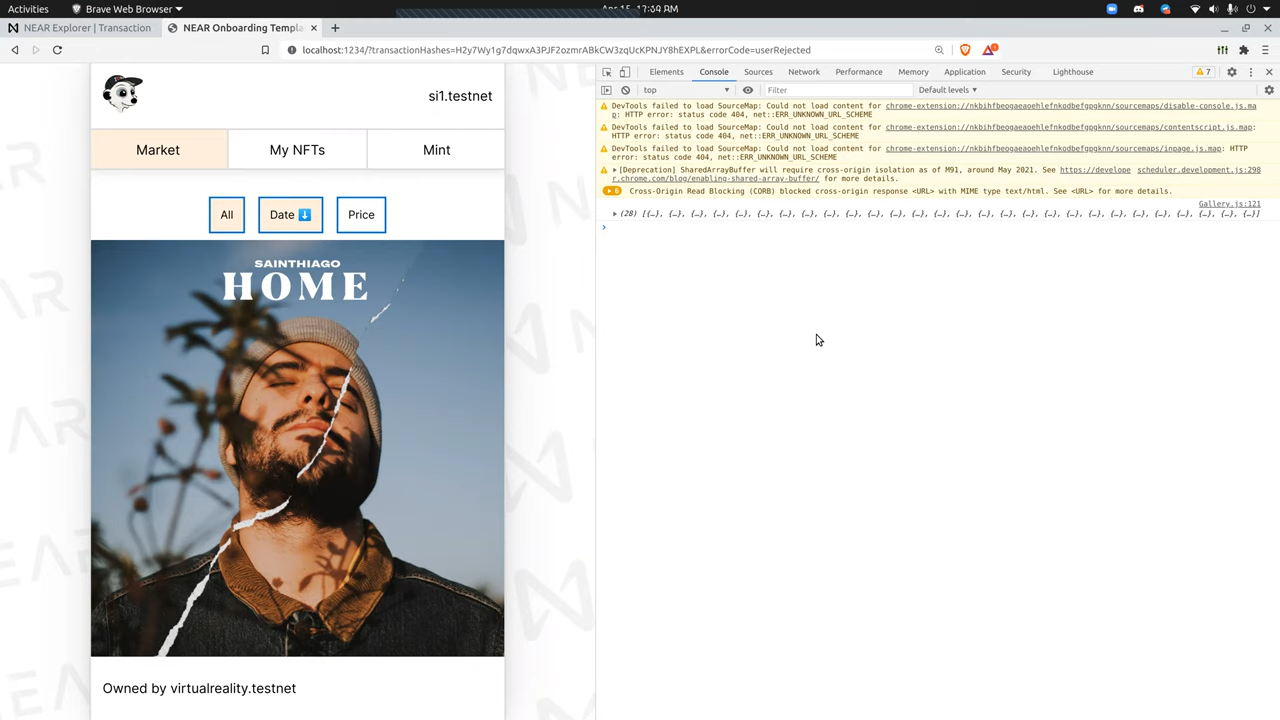 Activities
Brave Web Browser
Apr 15, 17:39 PM
NEAR Explorer | Transaction
NEAR Onboarding Templa
localhost:1234/?transactionHashes=H2y7Wy1g7dqwxA3PJF2ozmrABkCW3zqUcKPNJY8hEXPL&errorCode=userRejected
si1.testnet
Market
My NFTs
Mint
All
Date
Price
SAINTHIAGO
HOME
Owned by virtualreality.testnet
Elements
Console
Sources
Network
Performance
Memory
Application
Security
Lighthouse
7
top
Filter
Default levels
DevTools failed to load SourceMap: Could not load content for chrome-extension://nkbihfbeogaeaoehlefnkodbefgpgknn/sourcemaps/disable-console.js.ma
p: HTTP error: status code 404, net::ERR_UNKNOWN_URL_SCHEME
DevTools failed to load SourceMap: Could not load content for chrome-extension://nkbihfbeogaeaoehlefnkodbefgpgknn/sourcemaps/contentscript.js.map:
HTTP error: status code 404, net::ERR_UNKNOWN_URL_SCHEME
DevTools failed to load SourceMap: Could not load content for chrome-extension://nkbihfbeogaeaoehlefnkodbefgpgknn/sourcemaps/inpage.js.map: HTTP
error: status code 404, net::ERR_UNKNOWN_URL_SCHEME
[Deprecation] SharedArrayBuffer will require cross-origin isolation as of M91, around May 2021. See https://develope scheduler.development.js:298
r.chrome.com/blog/enabling-shared-array-buffer/ for more details.
6 Cross-Origin Read Blocking (CORB) blocked cross-origin response <URL> with MIME type text/html. See <URL> for more details.
Gallery.js:121
(28) [{…}, {…}, {…}, {…}, {…}, {…}, {…}, {…}, {…}, {…}, {…}, {…}, {…}, {…}, {…}, {…}, {…}, {…}, {…}, {…}, {…}, {…}, {…}, {…}, {…}, {…}, {…}, {…}]